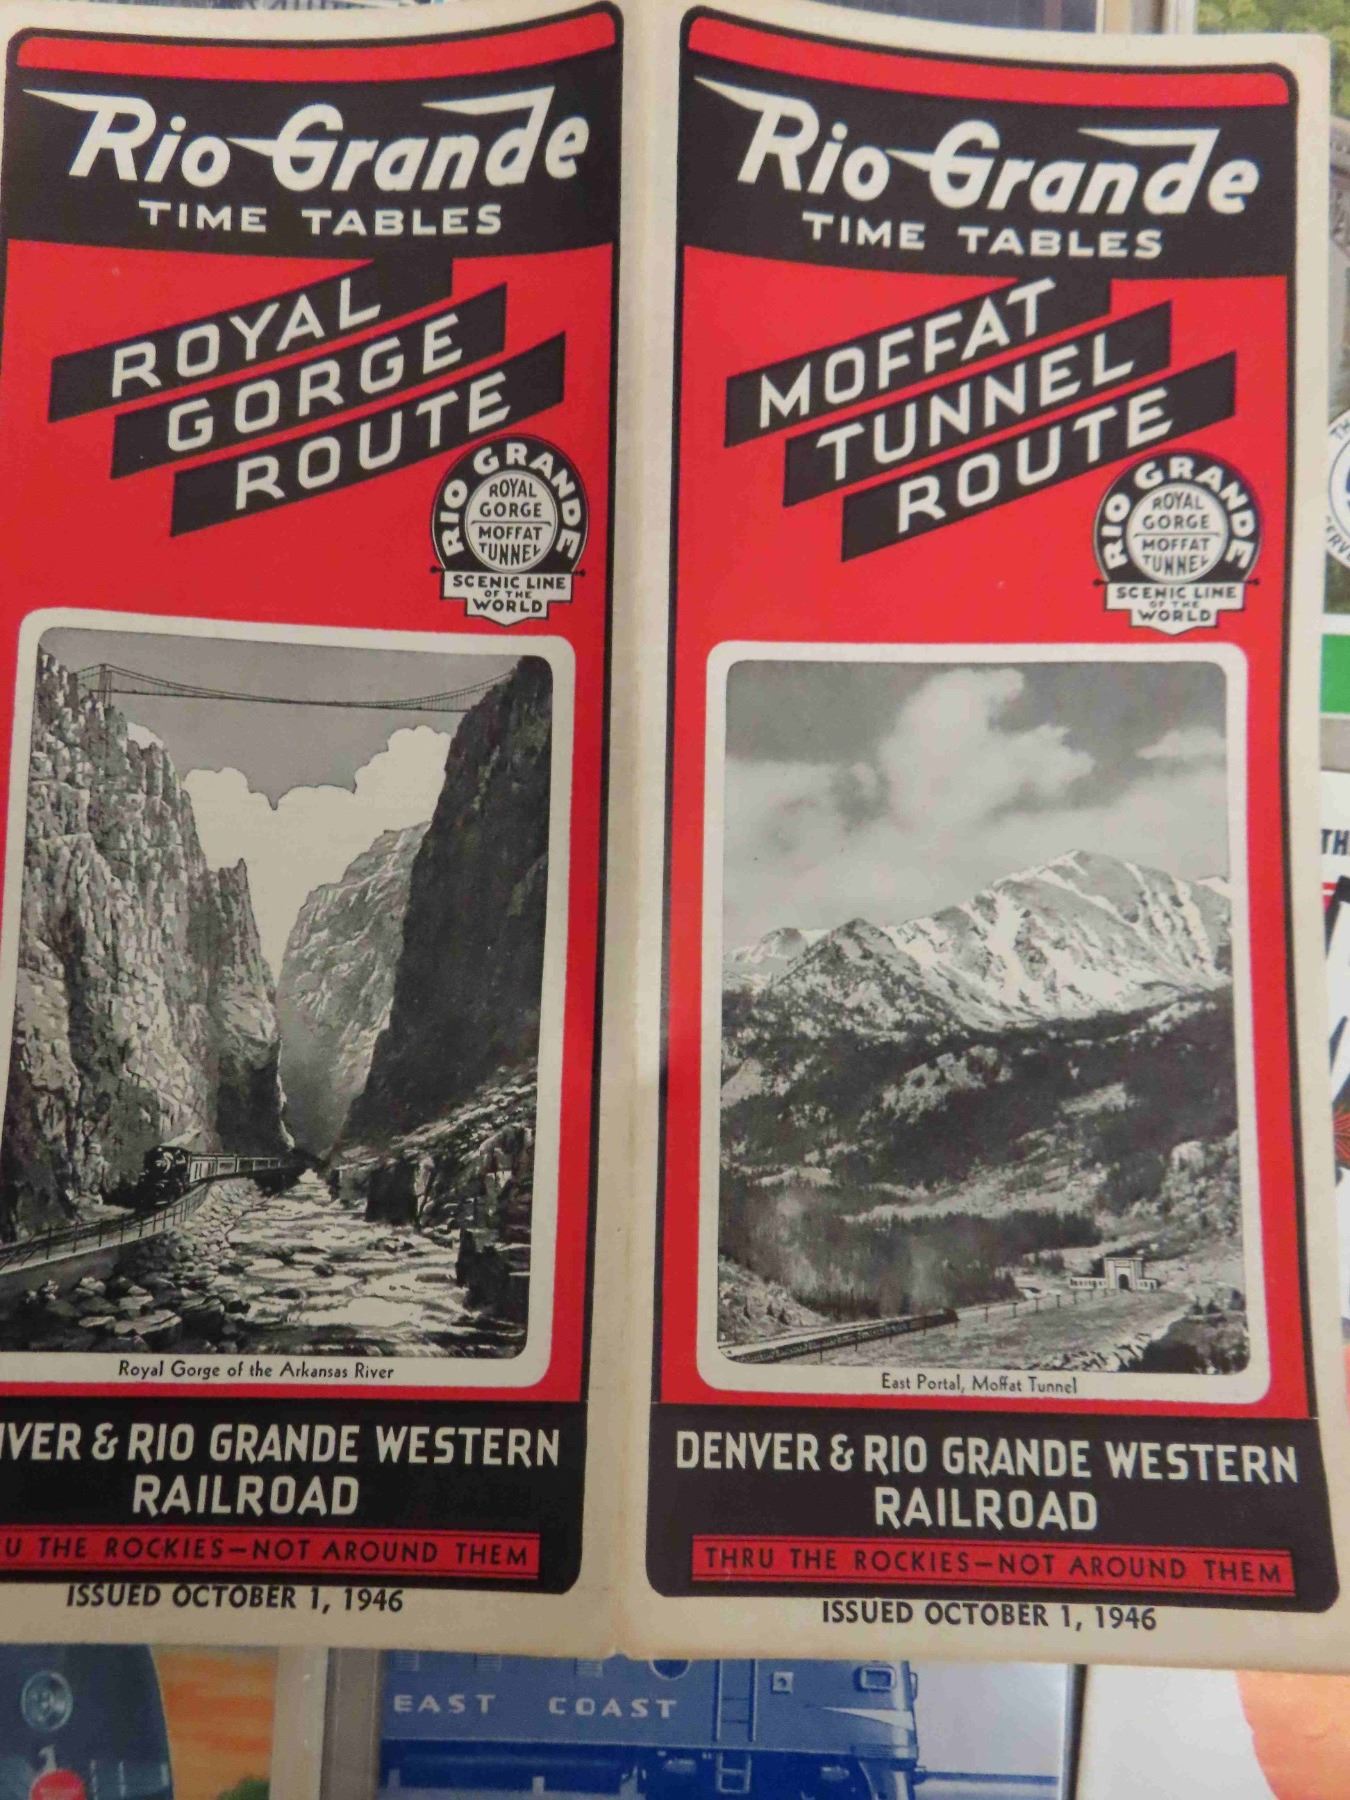 Rio Grande
TIME TABLES
ROYAL
GORGE
ROUTE
RIO GRANDE
ROYAL
GORGE
MOFFAT
TUNNEL
SCENIC LINE
OF THE
WORLD
Royal Gorge of the Arkansas River
IVER & RIO GRANDE WESTERN
RAILROAD
RU THE ROCKIES—NOT AROUND THEM
ISSUED OCTOBER 1, 1946
Rio Grande
TIME TABLES
MOFFAT
TUNNEL
ROUTE
RIO GRANDE
ROYAL
GORGE
MOFFAT
TUNNEL
SCENIC LINE
OF THE
WORLD
East Portal, Moffat Tunnel
DENVER & RIO GRANDE WESTERN
RAILROAD
THRU THE ROCKIES—NOT AROUND THEM
ISSUED OCTOBER 1, 1946
EAST COAST